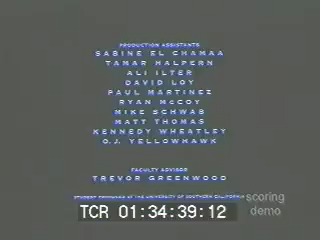 PRODUCTION ASSISTANTS
SABINE EL CHAMAA
TAMAR HALPERN
ALI ILTER
DAVID LOY
PAUL MARTINEZ
RYAN McCOY
MIKE SCHWAB
MATT THOMAS
KENNEDY WHEATLEY
O.J. YELLOWHAWK
FACULTY ADVISOR
TREVOR GREENWOOD
STUDENT PROGRAMS AT THE UNIVERSITY OF SOUTHERN CALIFORNIA
scoring
demo
TCR 01:34:39:12